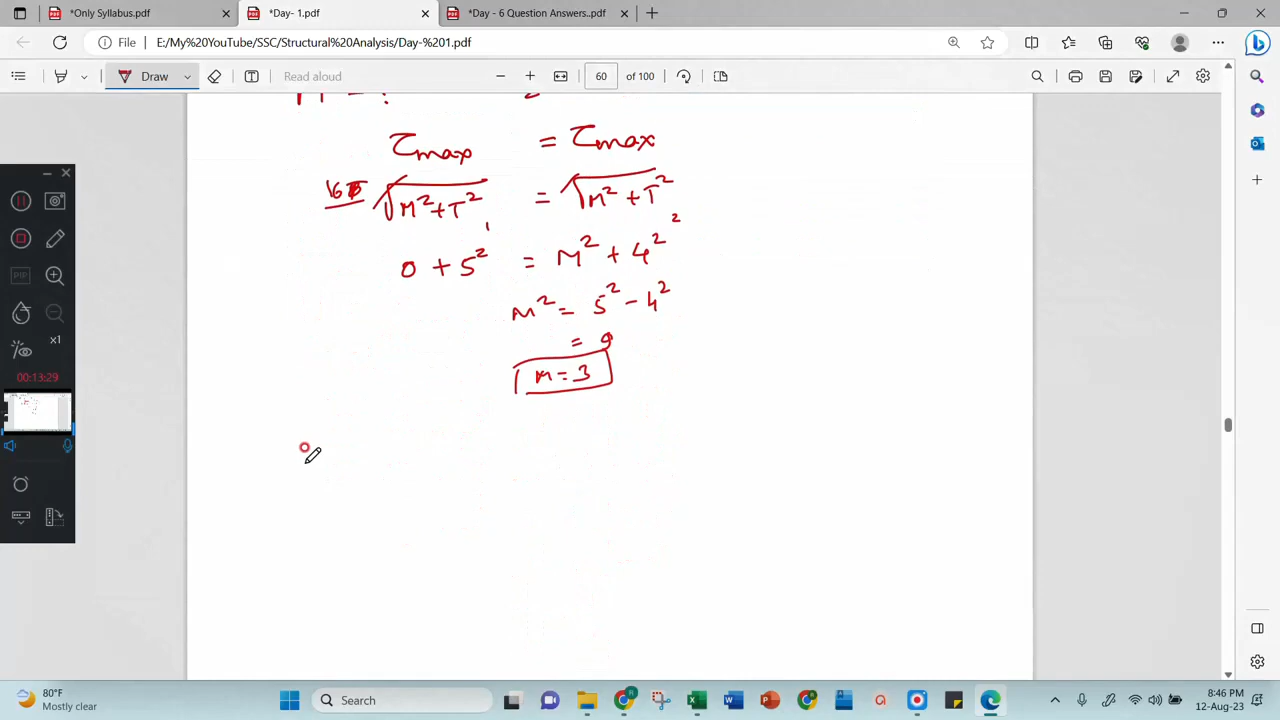 *Only Syllabus.pdf
*Day- 1.pdf
*Day - 6 Question Answers..pdf
File
E:/My%20YouTube/SSC/Structural%20Analysis/Day-%201.pdf
Draw
Read aloud
60 of 100
τmax = τmax
√M²+T² = √M²+T²
0 + 5² = M² + 4²
M² = 5² - 4²
= 9
M = 3
PIP
x1
00:13:29
80°F
Mostly clear
Search
8:46 PM
12-Aug-23